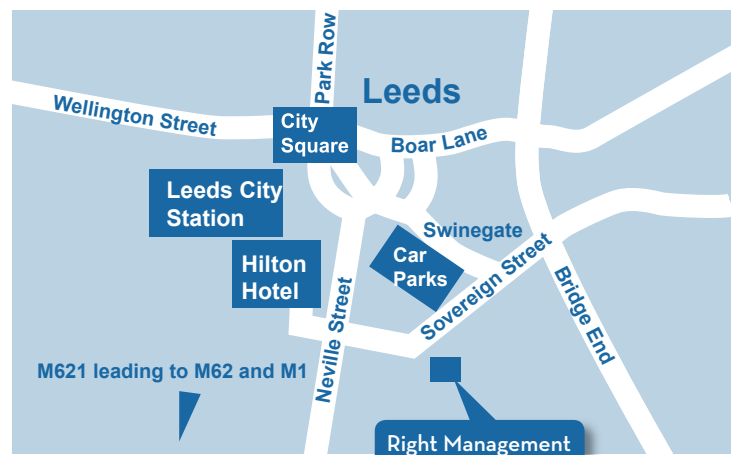 Park Row
Leeds
Wellington Street
City
Square
Boar Lane
Leeds City
Station
Swinegate
Hilton
Hotel
Car
Parks
Sovereign Street
Bridge End
Neville Street
M621 leading to M62 and M1
Right Management